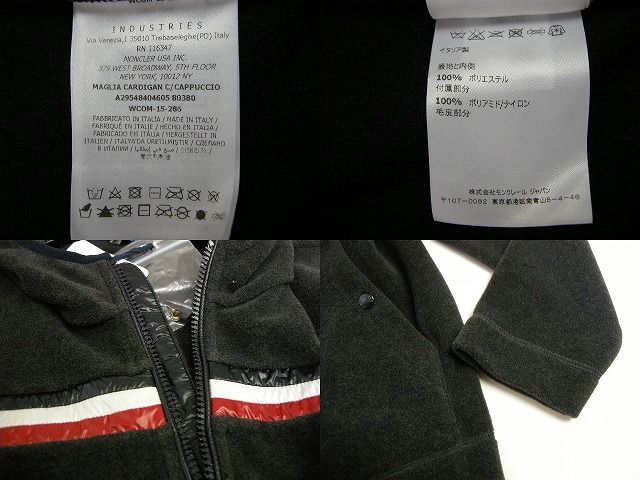 INDUSTRIES
Via Venezia,1 35010 Trebaseleghe(PD) Italy
RN 116347
MONCLER USA INC.
375 WEST BROADWAY, 5TH FLOOR
NEW YORK, 10012 NY
MAGLIA CARDIGAN C/CAPPUCCIO
A29548404605 80380
WCOM-15-286
FABBRICATO IN ITALIA / MADE IN ITALY /
FABRIQUÉ EN ITALIE / HECHO EN ITALIA /
FABRICADO EM ITÁLIA / HERGESTELLT IN
ITALIEN
イタリア製
表地と内側
100% ポリエステル
付属部分
100% ポリアミド/ナイロン
毛皮部分
株式会社モンクレール ジャパン
〒107-0062 東京都港区南青山5-4-46